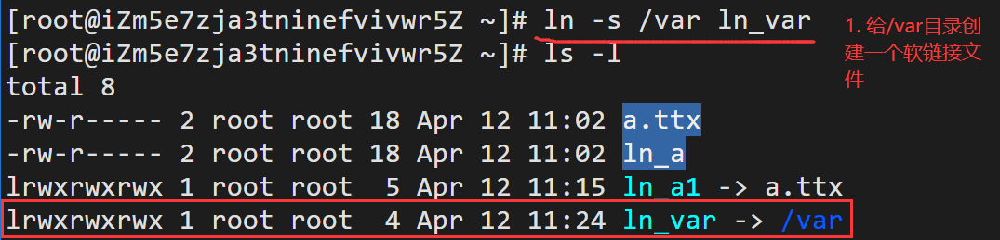 [root@iZm5e7zja3tninefvivwr5Z ~]# ln -s /var ln_var
[root@iZm5e7zja3tninefvivwr5Z ~]# ls -l
total 8
-rw-r----- 2 root root 18 Apr 12 11:02 a.ttx
-rw-r----- 2 root root 18 Apr 12 11:02 ln_a
lrwxrwxrwx 1 root root  5 Apr 12 11:15 ln_a1 -> a.ttx
lrwxrwxrwx 1 root root  4 Apr 12 11:24 ln_var -> /var
1. 给/var目录创
建一个软链接文
件